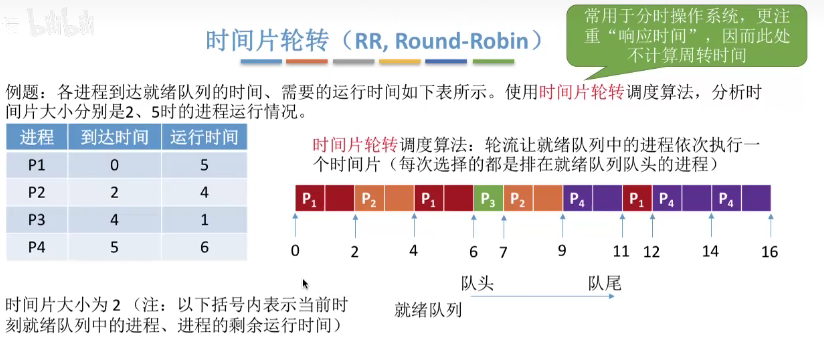 bilibili
时间片轮转（RR, Round-Robin）
常用于分时操作系统，更注
重“响应时间”，因而此处
不计算周转时间
例题：各进程到达就绪队列的时间、需要的运行时间如下表所示。使用时间片轮转调度算法，分析时
间片大小分别是2、5时的进程运行情况。
进程 到达时间 运行时间
P1 0 5
P2 2 4
P3 4 1
P4 5 6
时间片轮转调度算法：轮流让就绪队列中的进程依次执行一
个时间片（每次选择的都是排在就绪队列队头的进程）
P1 P2 P1 P3 P2 P4 P1 P4 P4
0 2 4 6 7 9 11 12 14 16
队头 队尾
就绪队列
时间片大小为 2 （注：以下括号内表示当前时
刻就绪队列中的进程、进程的剩余运行时间）